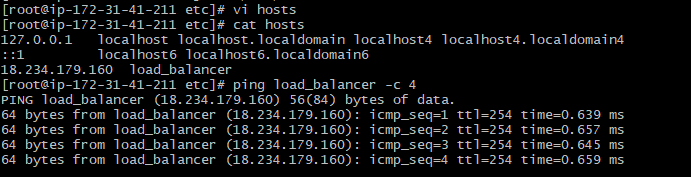 [root@ip-172-31-41-211 etc]# vi hosts
[root@ip-172-31-41-211 etc]# cat hosts
127.0.0.1   localhost localhost.localdomain localhost4 localhost4.localdomain4
::1         localhost6 localhost6.localdomain6
18.234.179.160  load_balancer
[root@ip-172-31-41-211 etc]# ping load_balancer -c 4
PING load_balancer (18.234.179.160) 56(84) bytes of data.
64 bytes from load_balancer (18.234.179.160): icmp_seq=1 ttl=254 time=0.639 ms
64 bytes from load_balancer (18.234.179.160): icmp_seq=2 ttl=254 time=0.657 ms
64 bytes from load_balancer (18.234.179.160): icmp_seq=3 ttl=254 time=0.645 ms
64 bytes from load_balancer (18.234.179.160): icmp_seq=4 ttl=254 time=0.659 ms